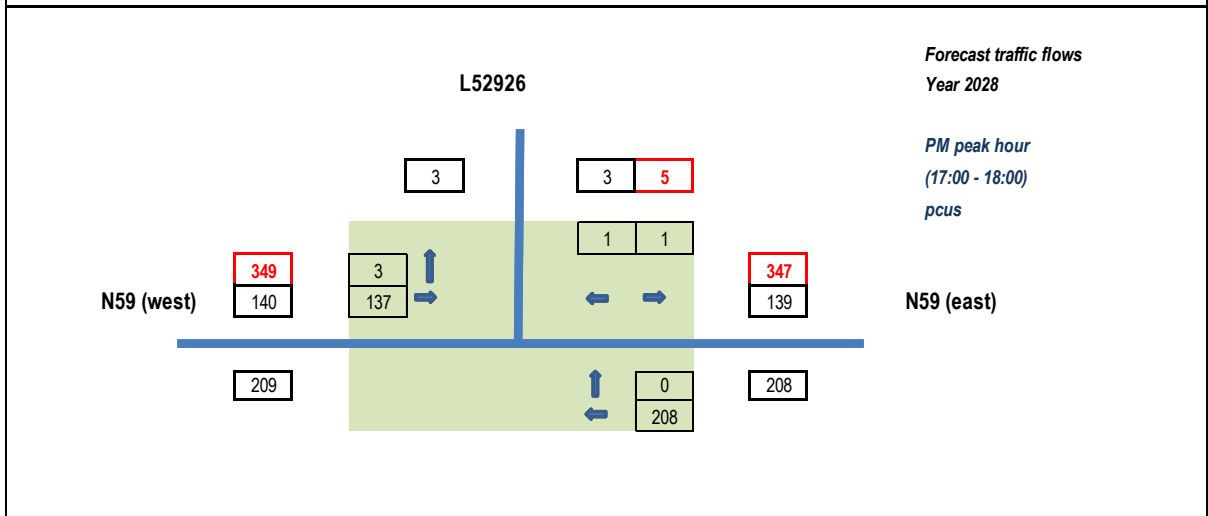 Forecast traffic flows
Year 2028
L52926
PM peak hour
(17:00 - 18:00)
pcus
3
3 5
1 1
349 3 347
N59 (west) 140 137 139 N59 (east)
209 0 208
208